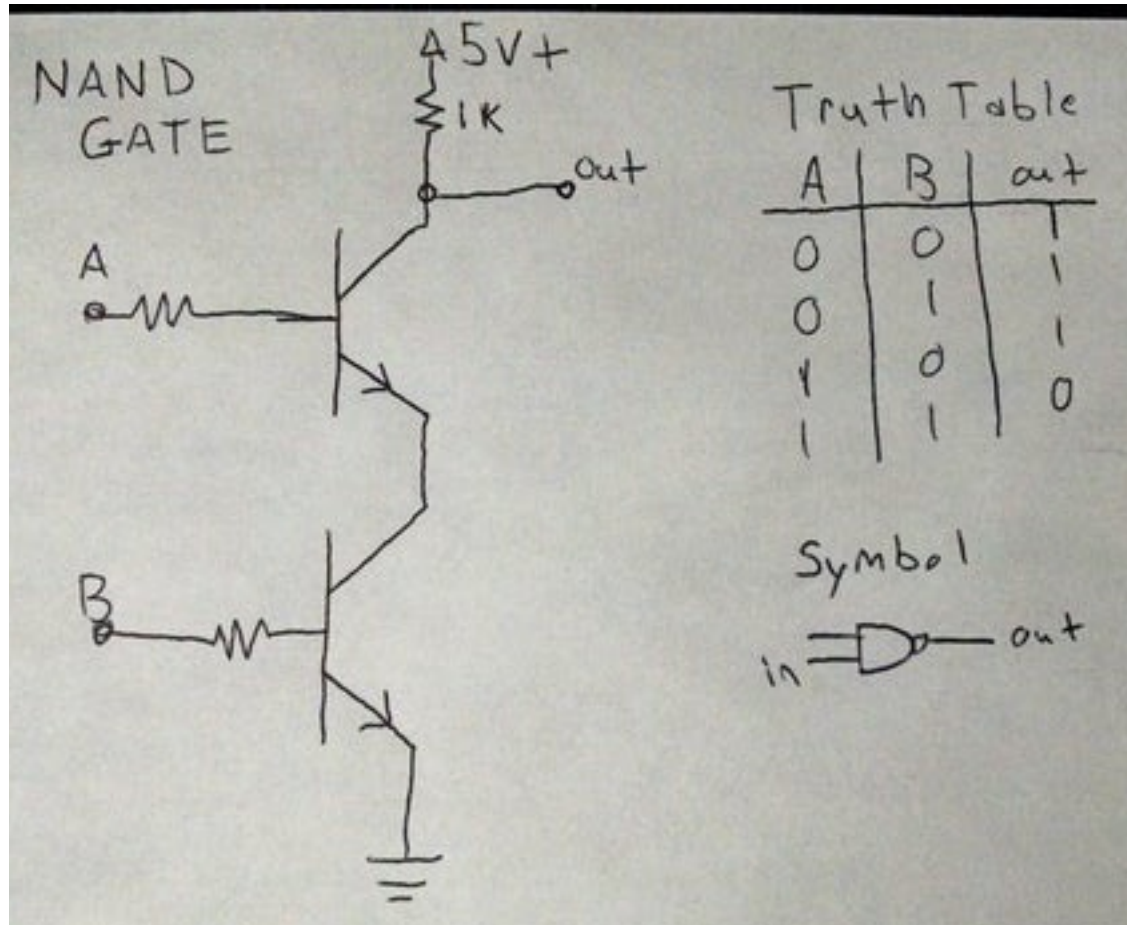 NAND
GATE
5V+
1K
out
A
B
Truth Table
A B out
0 0 1
0 1 1
1 0 1
1 1 0
Symbol
in out